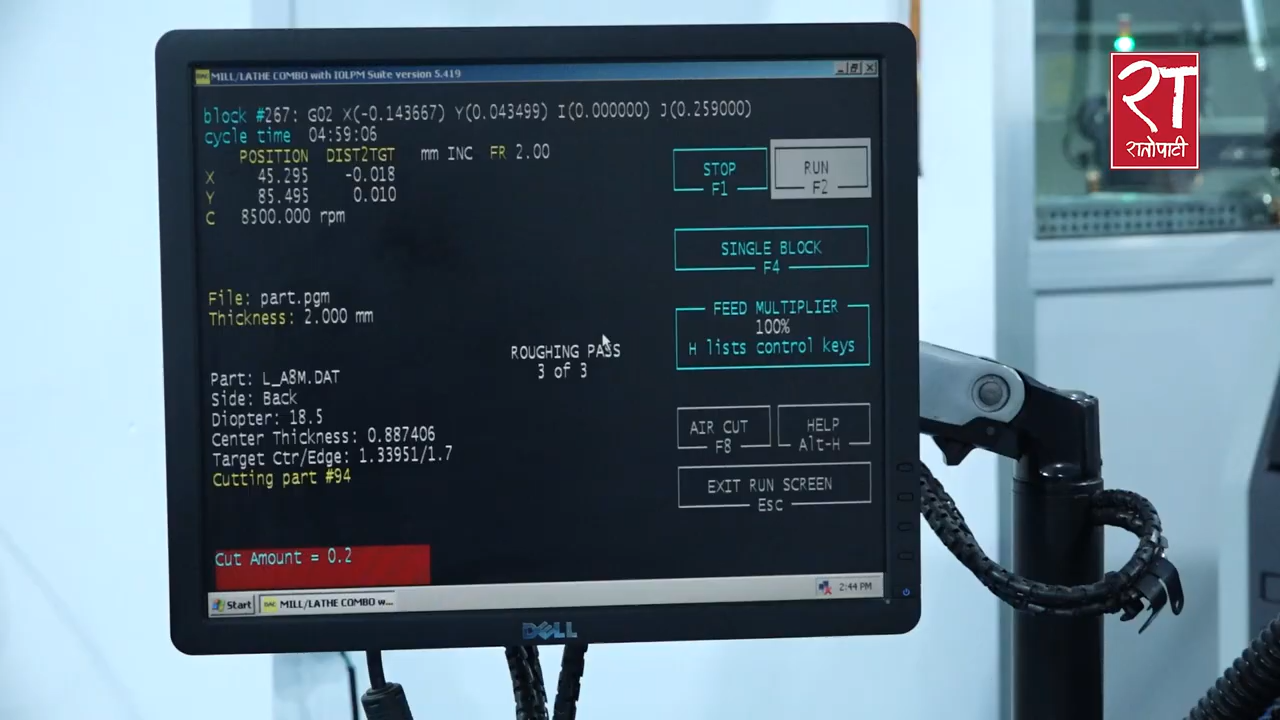 MILL/LATHE COMBO with IOLPM Suite version 5.419
block #267: G02 X(-0.143667) Y(0.043499) I(0.000000) J(0.259000)
cycle time 04:59:06
POSITION DIST2TGT mm INC FR 2.00
X 45.295 -0.018
Y 85.495 0.010
C 8500.000 rpm
STOP
F1
RUN
F2
SINGLE BLOCK
F4
File: part.pgm
Thickness: 2.000 mm
FEED MULTIPLIER
100%
H lists control keys
ROUGHING PASS
3 of 3
Part: L_A8M.DAT
Side: Back
Diopter: 18.5
Center Thickness: 0.887406
Target Ctr/Edge: 1.33951/1.7
Cutting part #94
AIR CUT
F8
HELP
Alt-H
EXIT RUN SCREEN
Esc
Cut Amount = 0.2
Start
MILL/LATHE COMBO w...
2:44 PM
DELL
रा
रातोपाटी